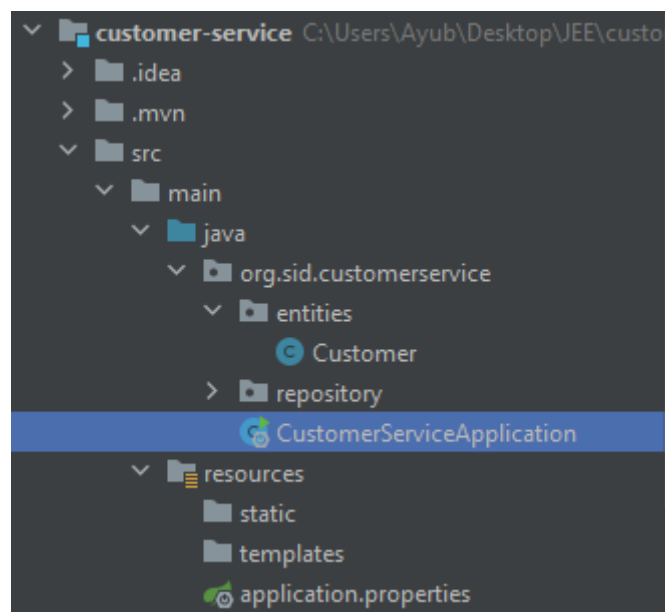 customer-service C:\Users\Ayub\Desktop\JEE\custo
.idea
.mvn
src
main
java
org.sid.customerservice
entities
Customer
repository
CustomerServiceApplication
resources
static
templates
application.properties